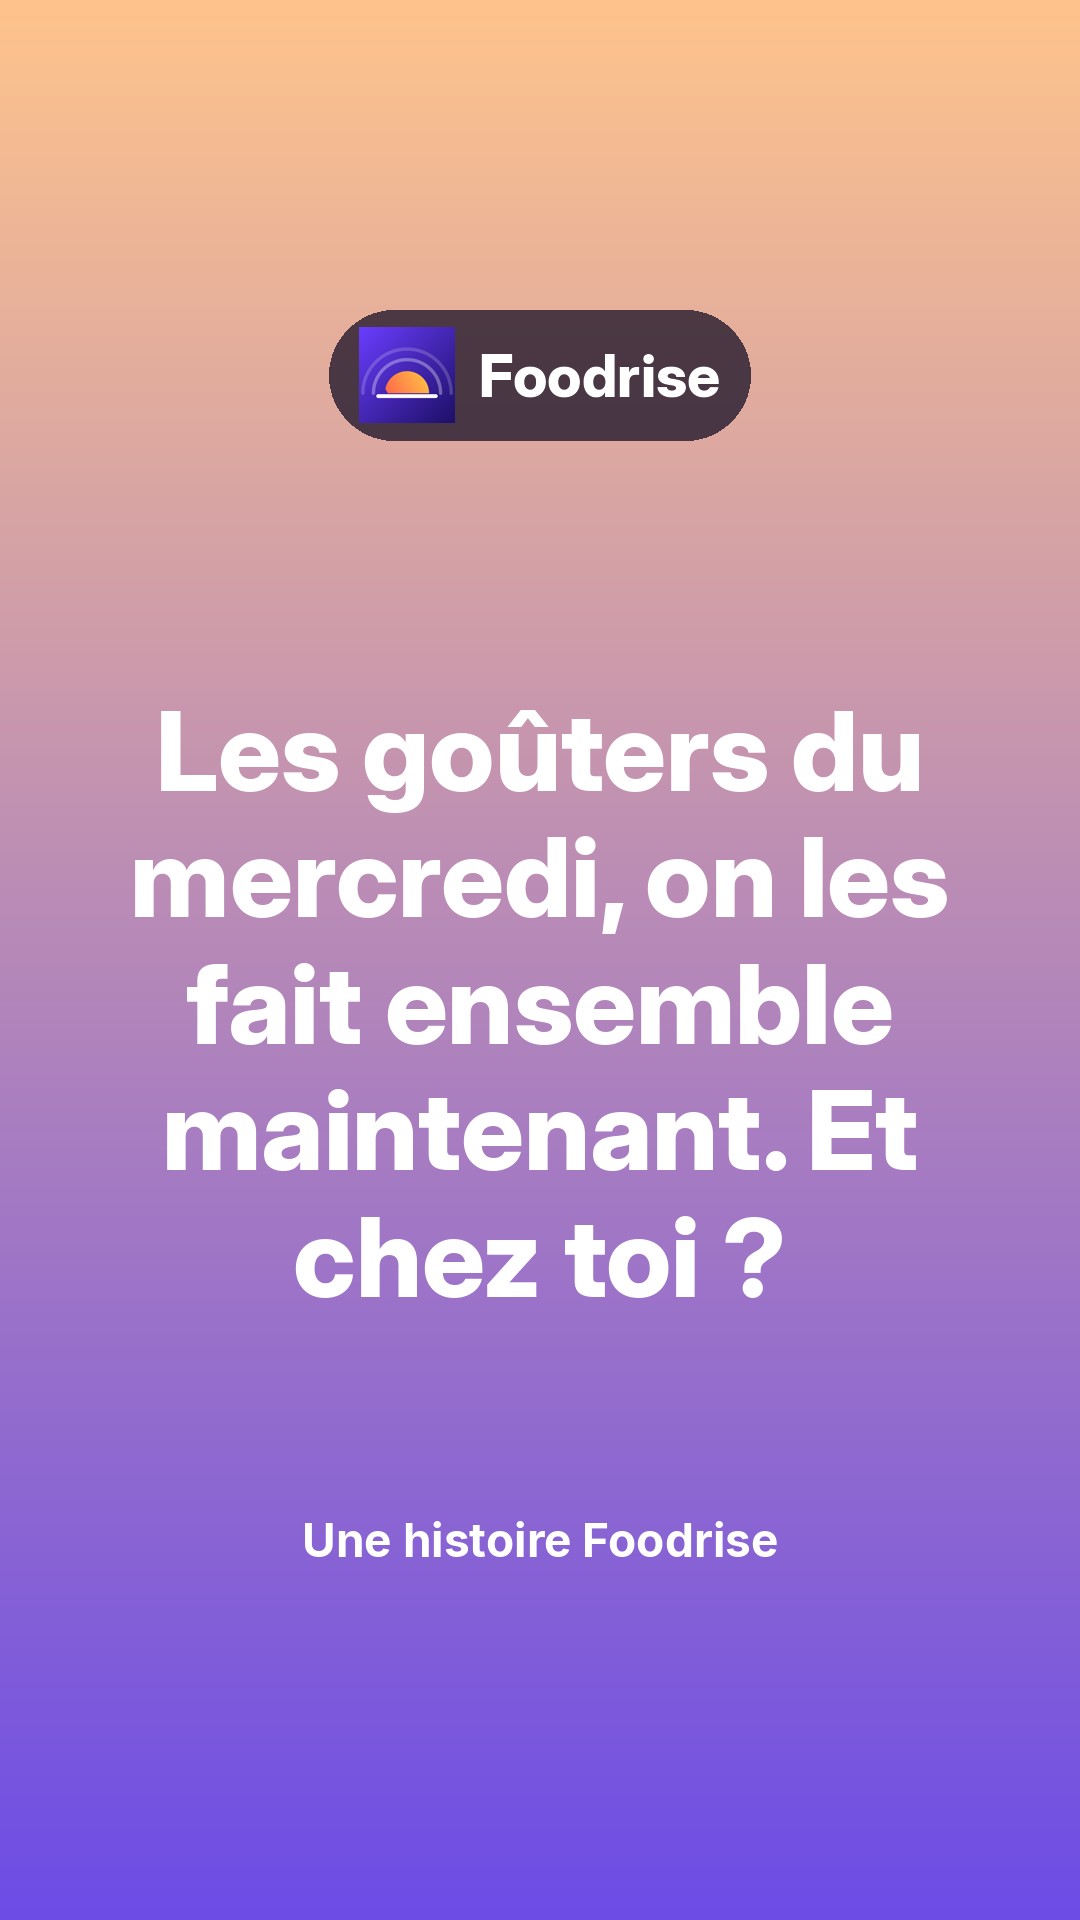 Foodrise
Les goûters du
mercredi, on les
fait ensemble
maintenant. Et
chez toi ?
Une histoire Foodrise